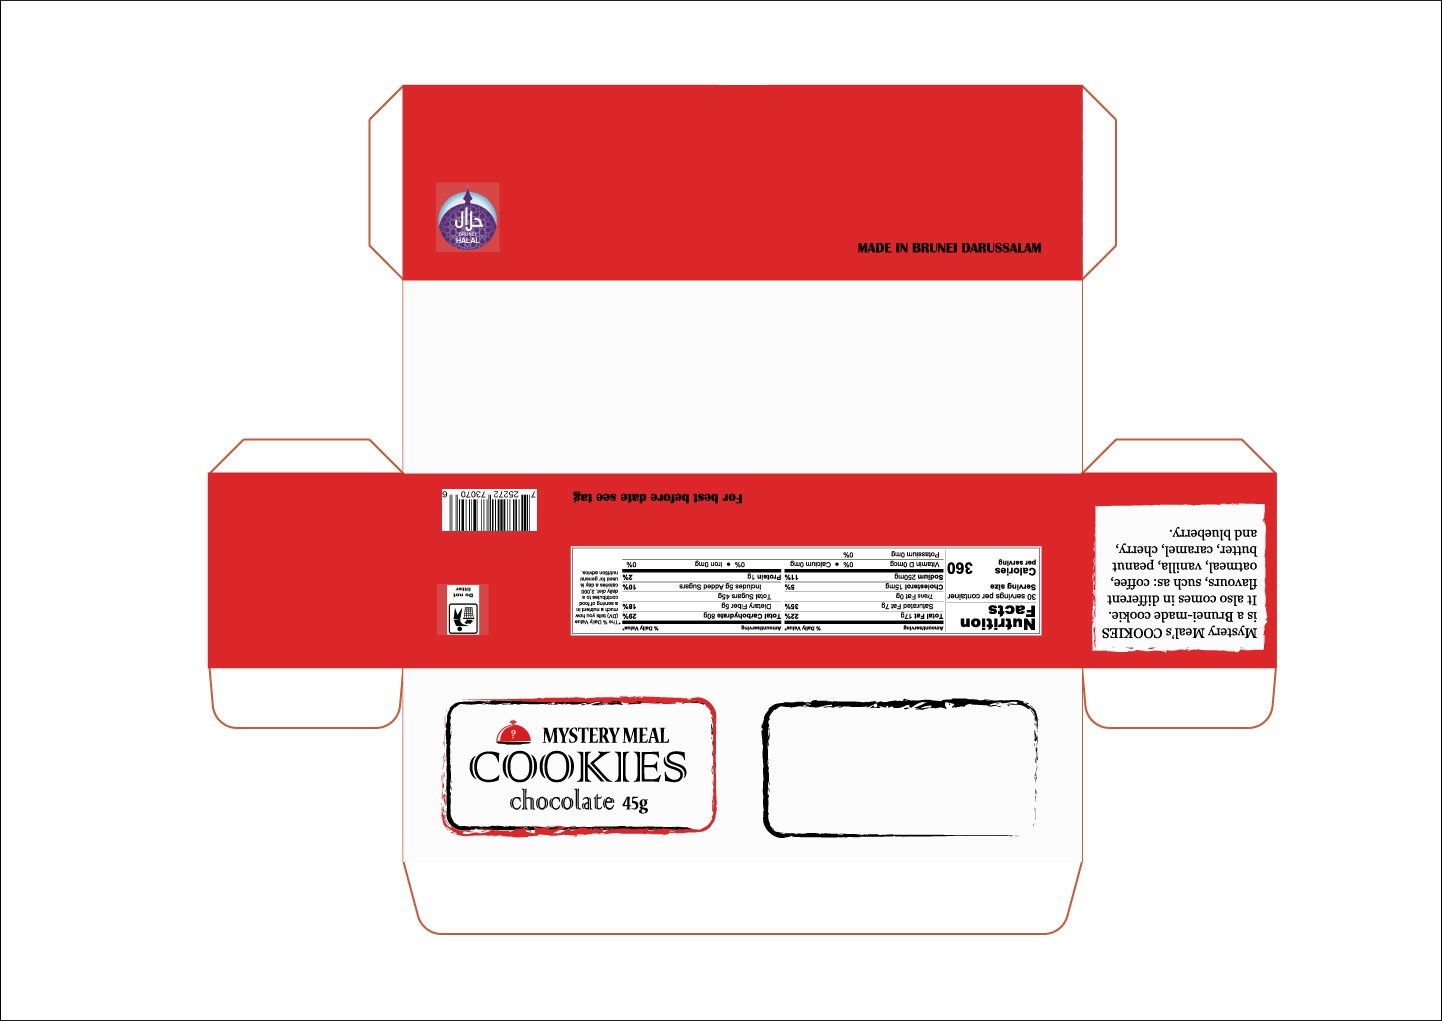 حلال
BRUNEI
HALAL
MADE IN BRUNEI DARUSSALAM
7 25272 73070 6
For best before date see tag
Do not
litter
Nutrition
Facts
30 servings per container
Serving size
Calories
per serving
360
Amount/serving % Daily Value*
Total Fat 17g 22%
Saturated Fat 7g 35%
Trans Fat 0g
Cholesterol 15mg 5%
Sodium 250mg 11%
Amount/serving % Daily Value*
Total Carbohydrate 80g 29%
Dietary Fiber 5g 18%
Total Sugars 45g
Includes 5g Added Sugars 10%
Protein 1g 2%
Vitamin D 0mcg 0% • Calcium 0mg 0% • Iron 0mg 0%
Potassium 0mg 0%
*The % Daily Value
(DV) tells you how
much a nutrient in
a serving of food
contributes to a
daily diet. 2,000
calories a day is
used for general
nutrition advice.
Mystery Meal's COOKIES
is a Brunei-made cookie.
It also comes in different
flavours, such as: coffee,
oatmeal, vanilla, peanut
butter, caramel, cherry,
and blueberry.
?
MYSTERY MEAL
COOKIES
chocolate 45g